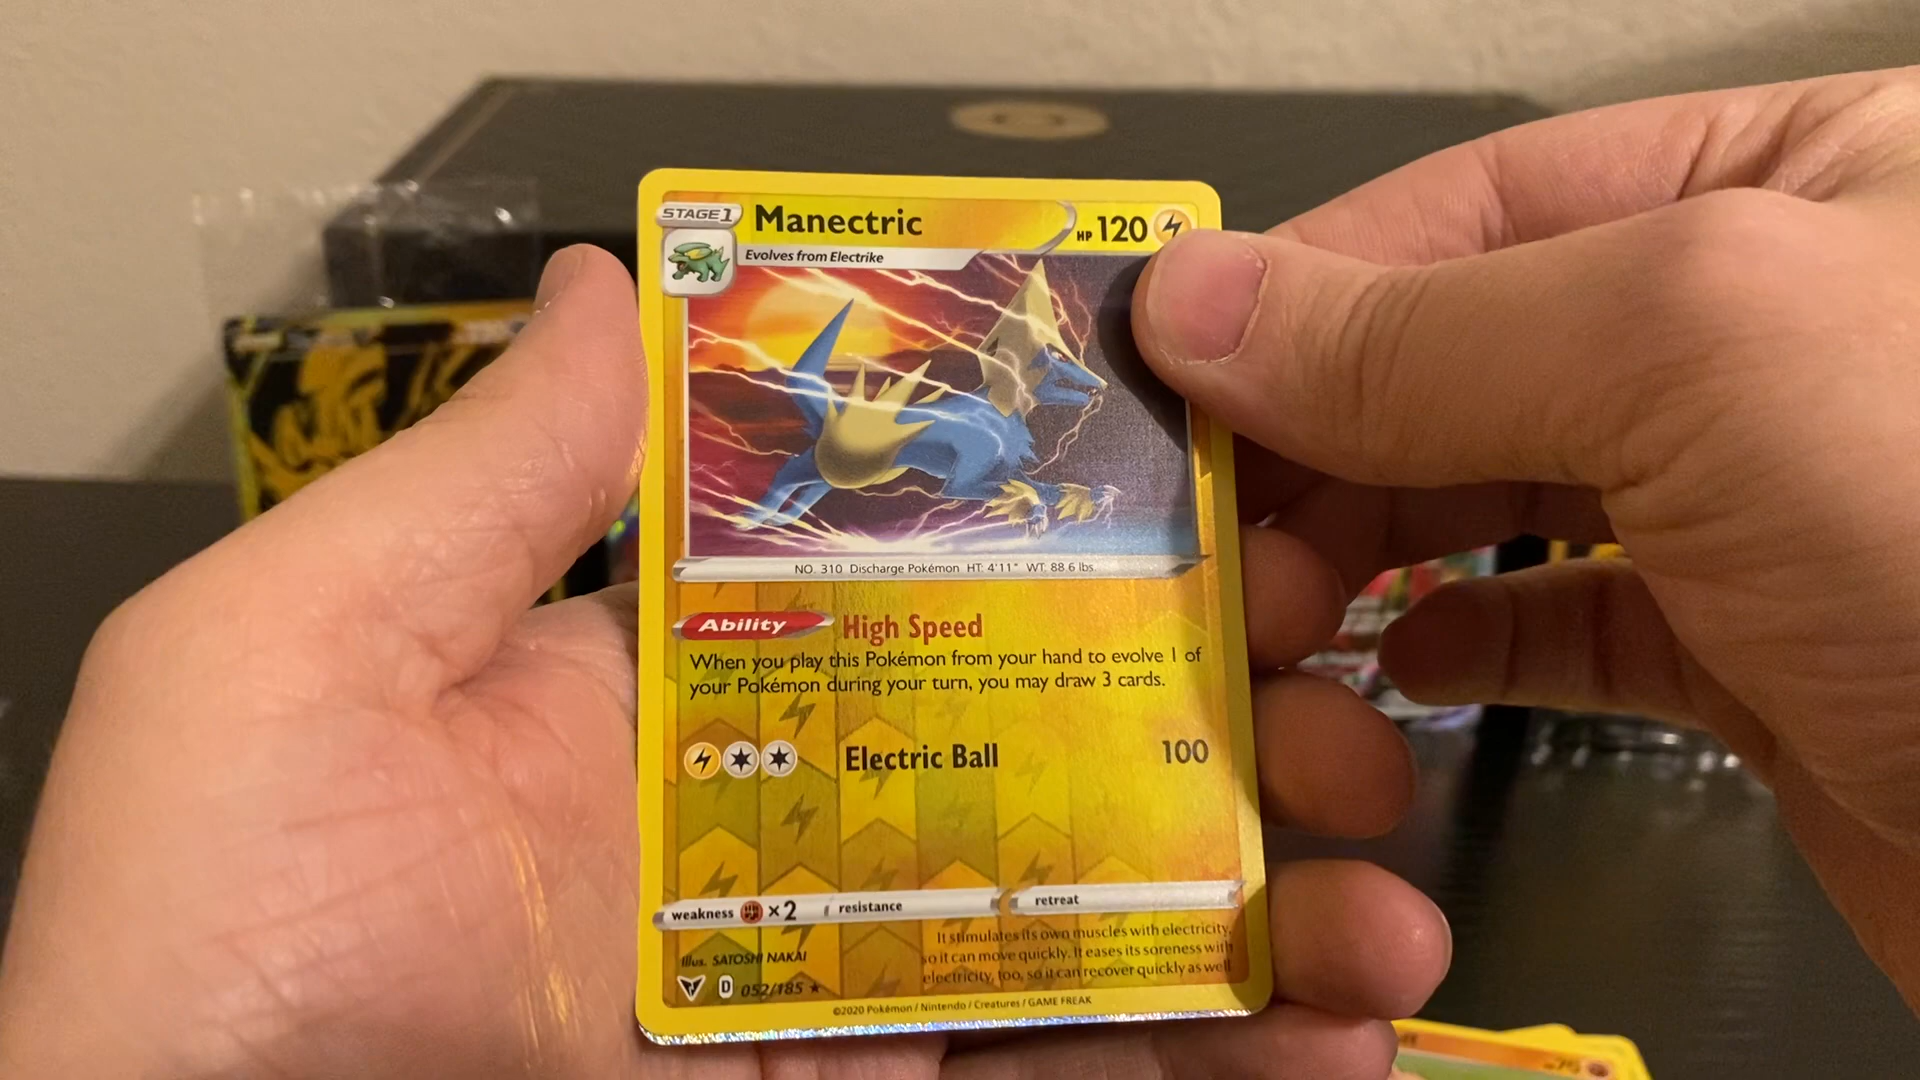 STAGE 1
Manectric
HP 120
Evolves from Electrike
NO. 310 Discharge Pokémon HT: 4'11" WT: 88.6 lbs.
Ability
High Speed
When you play this Pokémon from your hand to evolve 1 of
your Pokémon during your turn, you may draw 3 cards.
Electric Ball 100
weakness ×2 resistance retreat
It stimulates its own muscles with electricity,
so it can move quickly. It eases its soreness with
electricity, too, so it can recover quickly as well.
Illus. SATOSHI NAKAI
D 052/185 ★
©2020 Pokémon / Nintendo / Creatures / GAME FREAK